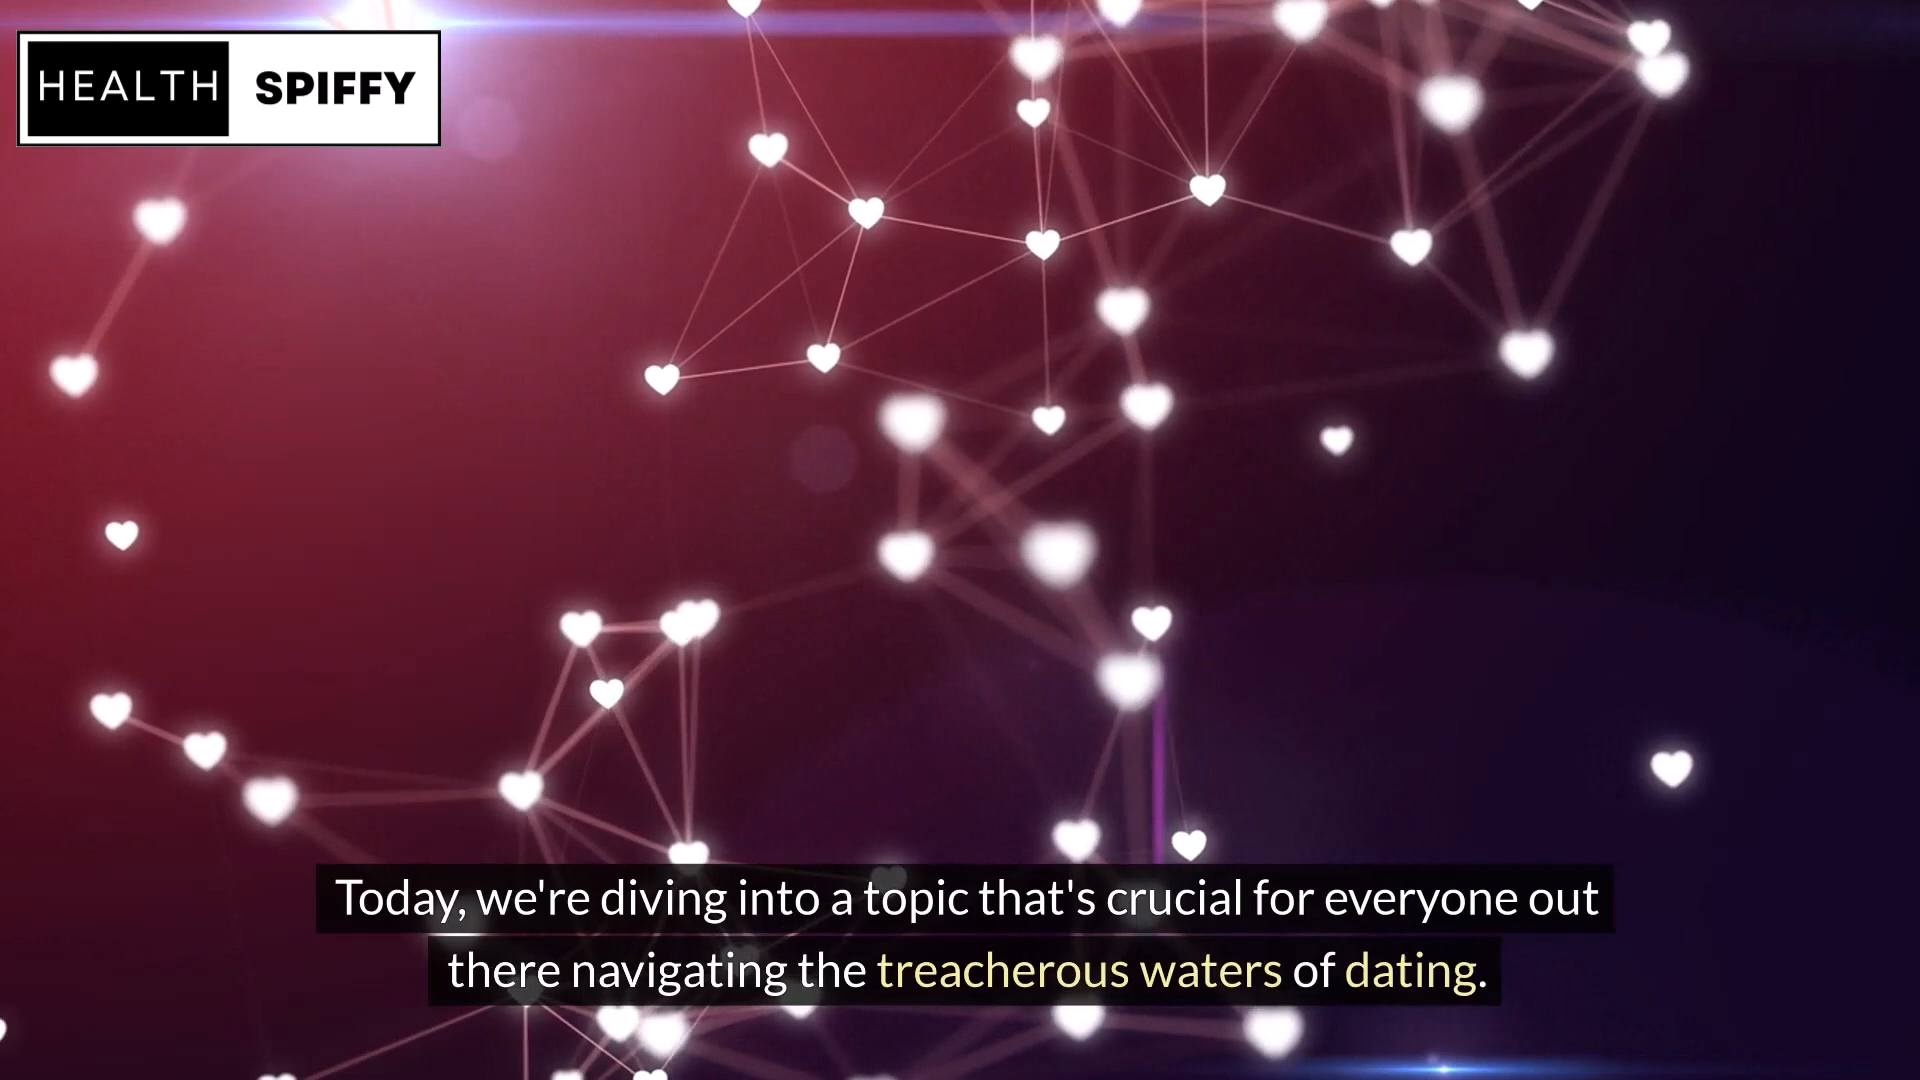 HEALTH SPIFFY
Today, we're diving into a topic that's crucial for everyone out
there navigating the treacherous waters of dating.